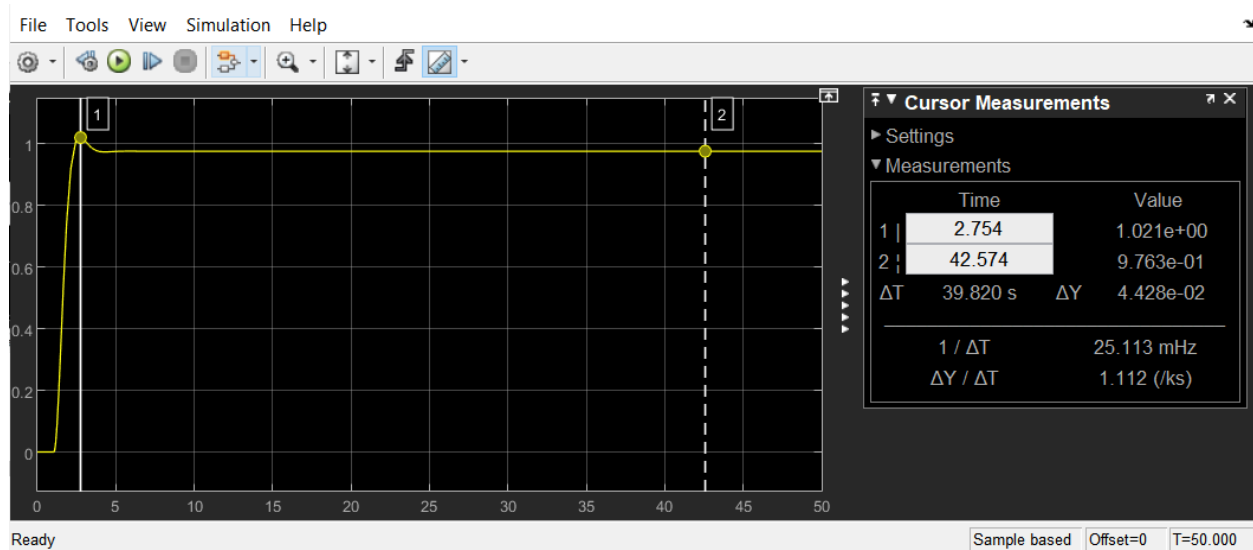 File Tools View Simulation Help
1
2
1
0.8
0.6
0.4
0.2
0
0 5 10 15 20 25 30 35 40 45 50
Cursor Measurements
Settings
Measurements
Time Value
1 | 2.754 1.021e+00
2 ¦ 42.574 9.763e-01
ΔT 39.820 s ΔY 4.428e-02
1 / ΔT 25.113 mHz
ΔY / ΔT 1.112 (/ks)
Ready Sample based Offset=0 T=50.000